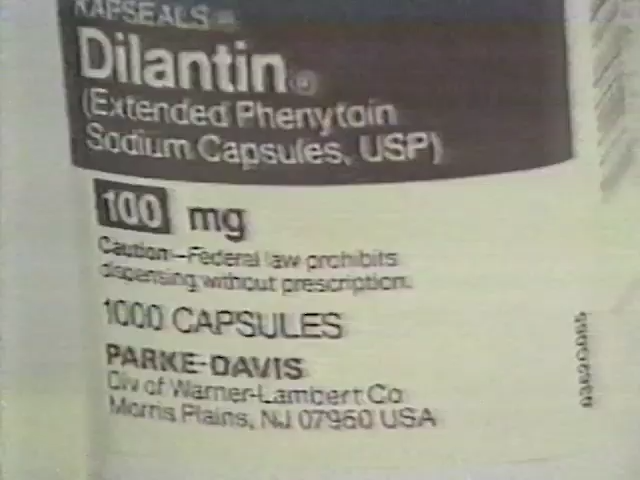 KAPSEALS ®
Dilantin®
(Extended Phenytoin
Sodium Capsules, USP)
100 mg
Caution—Federal law prohibits
dispensing without prescription.
1000 CAPSULES
PARKE-DAVIS
Div of Warner-Lambert Co
Morris Plains, NJ 07950 USA